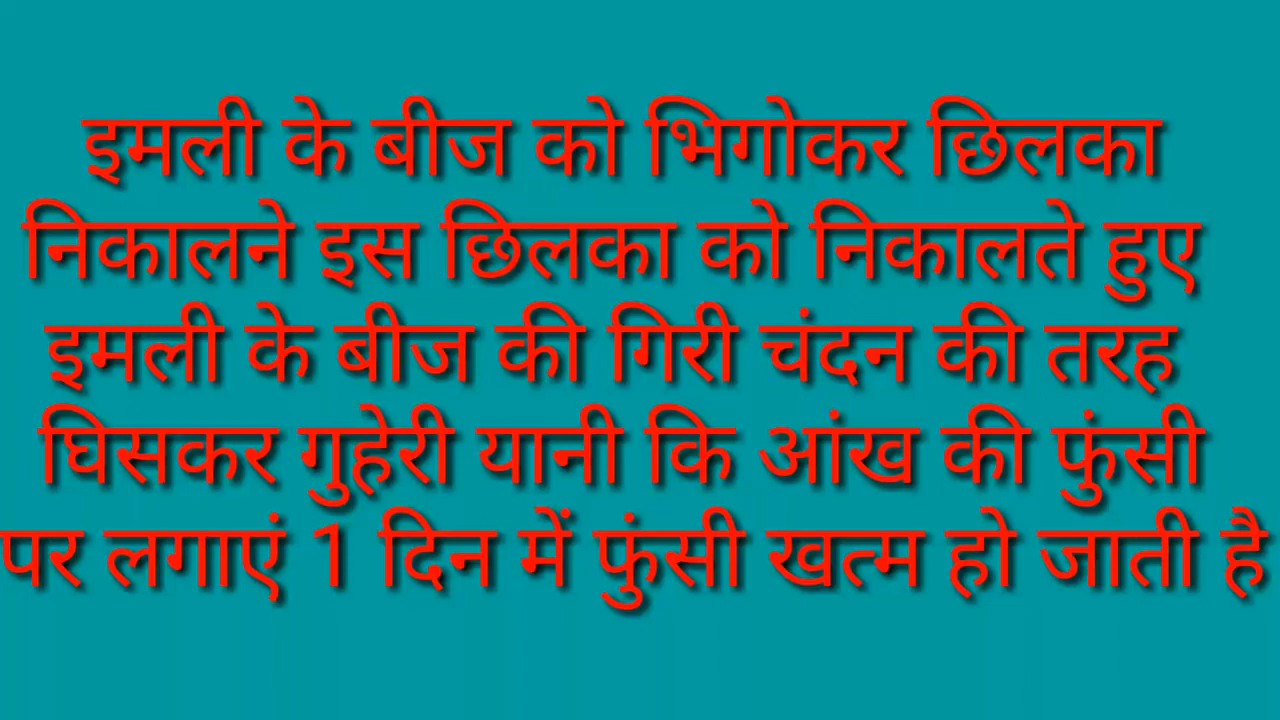 इमली के बीज को भिगोकर छिलका
निकालने इस छिलका को निकालते हुए
इमली के बीज की गिरी चंदन की तरह
घिसकर गुहेरी यानी कि आंख की फुंसी
पर लगाएं 1 दिन में फुंसी खत्म हो जाती है